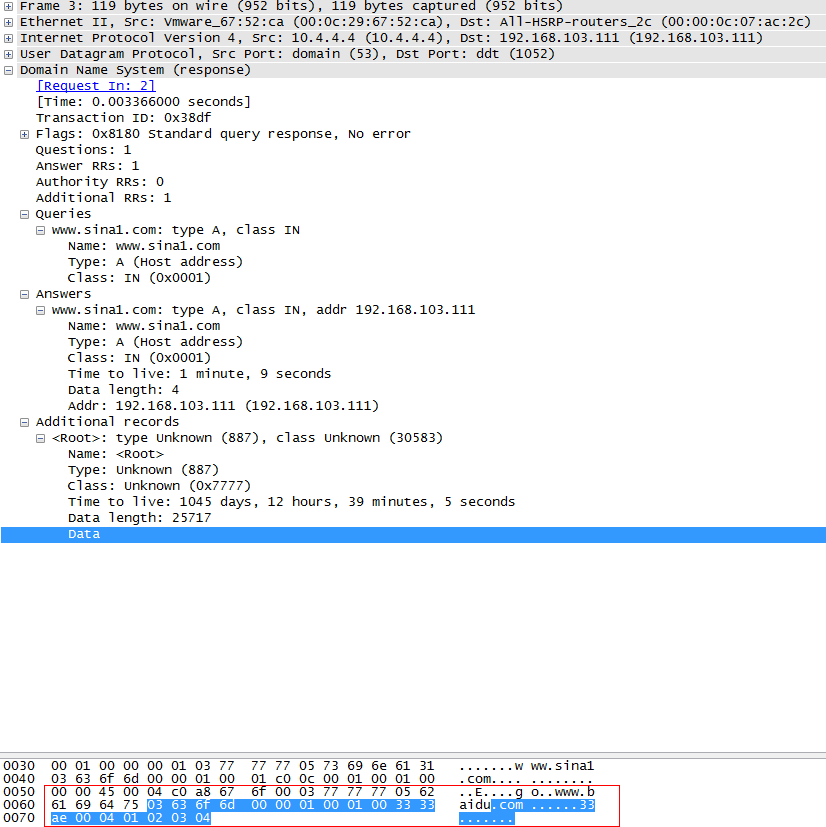 Frame 3: 119 bytes on wire (952 bits), 119 bytes captured (952 bits)
Ethernet II, Src: Vmware_67:52:ca (00:0c:29:67:52:ca), Dst: All-HSRP-routers_2c (00:00:0c:07:ac:2c)
Internet Protocol Version 4, Src: 10.4.4.4 (10.4.4.4), Dst: 192.168.103.111 (192.168.103.111)
User Datagram Protocol, Src Port: domain (53), Dst Port: ddt (1052)
Domain Name System (response)
[Request In: 2]
[Time: 0.003366000 seconds]
Transaction ID: 0x38df
Flags: 0x8180 Standard query response, No error
Questions: 1
Answer RRs: 1
Authority RRs: 0
Additional RRs: 1
Queries
www.sina1.com: type A, class IN
Name: www.sina1.com
Type: A (Host address)
Class: IN (0x0001)
Answers
www.sina1.com: type A, class IN, addr 192.168.103.111
Name: www.sina1.com
Type: A (Host address)
Class: IN (0x0001)
Time to live: 1 minute, 9 seconds
Data length: 4
Addr: 192.168.103.111 (192.168.103.111)
Additional records
<Root>: type Unknown (887), class Unknown (30583)
Name: <Root>
Type: Unknown (887)
Class: Unknown (0x7777)
Time to live: 1045 days, 12 hours, 39 minutes, 5 seconds
Data length: 25717
Data
0030 00 01 00 00 00 01 03 77 77 77 05 73 69 6e 61 31 .......w ww.sina1
0040 03 63 6f 6d 00 00 01 00 01 c0 0c 00 01 00 01 00 .com.... ........
0050 00 00 45 00 04 c0 a8 67 6f 00 03 77 77 77 05 62 ..E....g o..www.b
0060 61 69 64 75 03 63 6f 6d 00 00 01 00 01 00 33 33 aidu.com ......33
0070 ae 00 04 01 02 03 04 .......